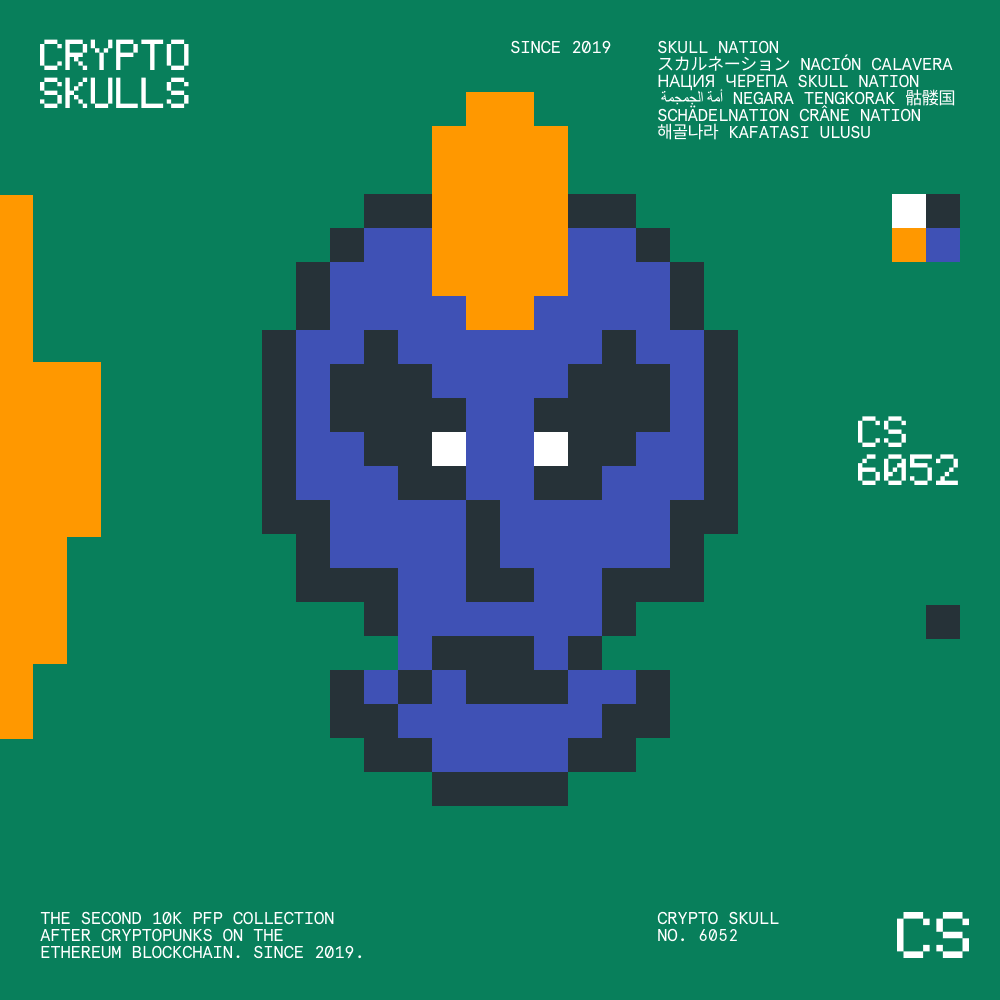 CRYPTO
SKULLS
SINCE 2019
SKULL NATION
スカルネーション NACIÓN CALAVERA
НАЦИЯ ЧЕРЕПА SKULL NATION
أمة الجمجمة NEGARA TENGKORAK 骷髅国
SCHÄDELNATION CRÂNE NATION
해골나라 KAFATASI ULUSU
CS
6052
THE SECOND 10K PFP COLLECTION
AFTER CRYPTOPUNKS ON THE
ETHEREUM BLOCKCHAIN. SINCE 2019.
CRYPTO SKULL
NO. 6052
CS